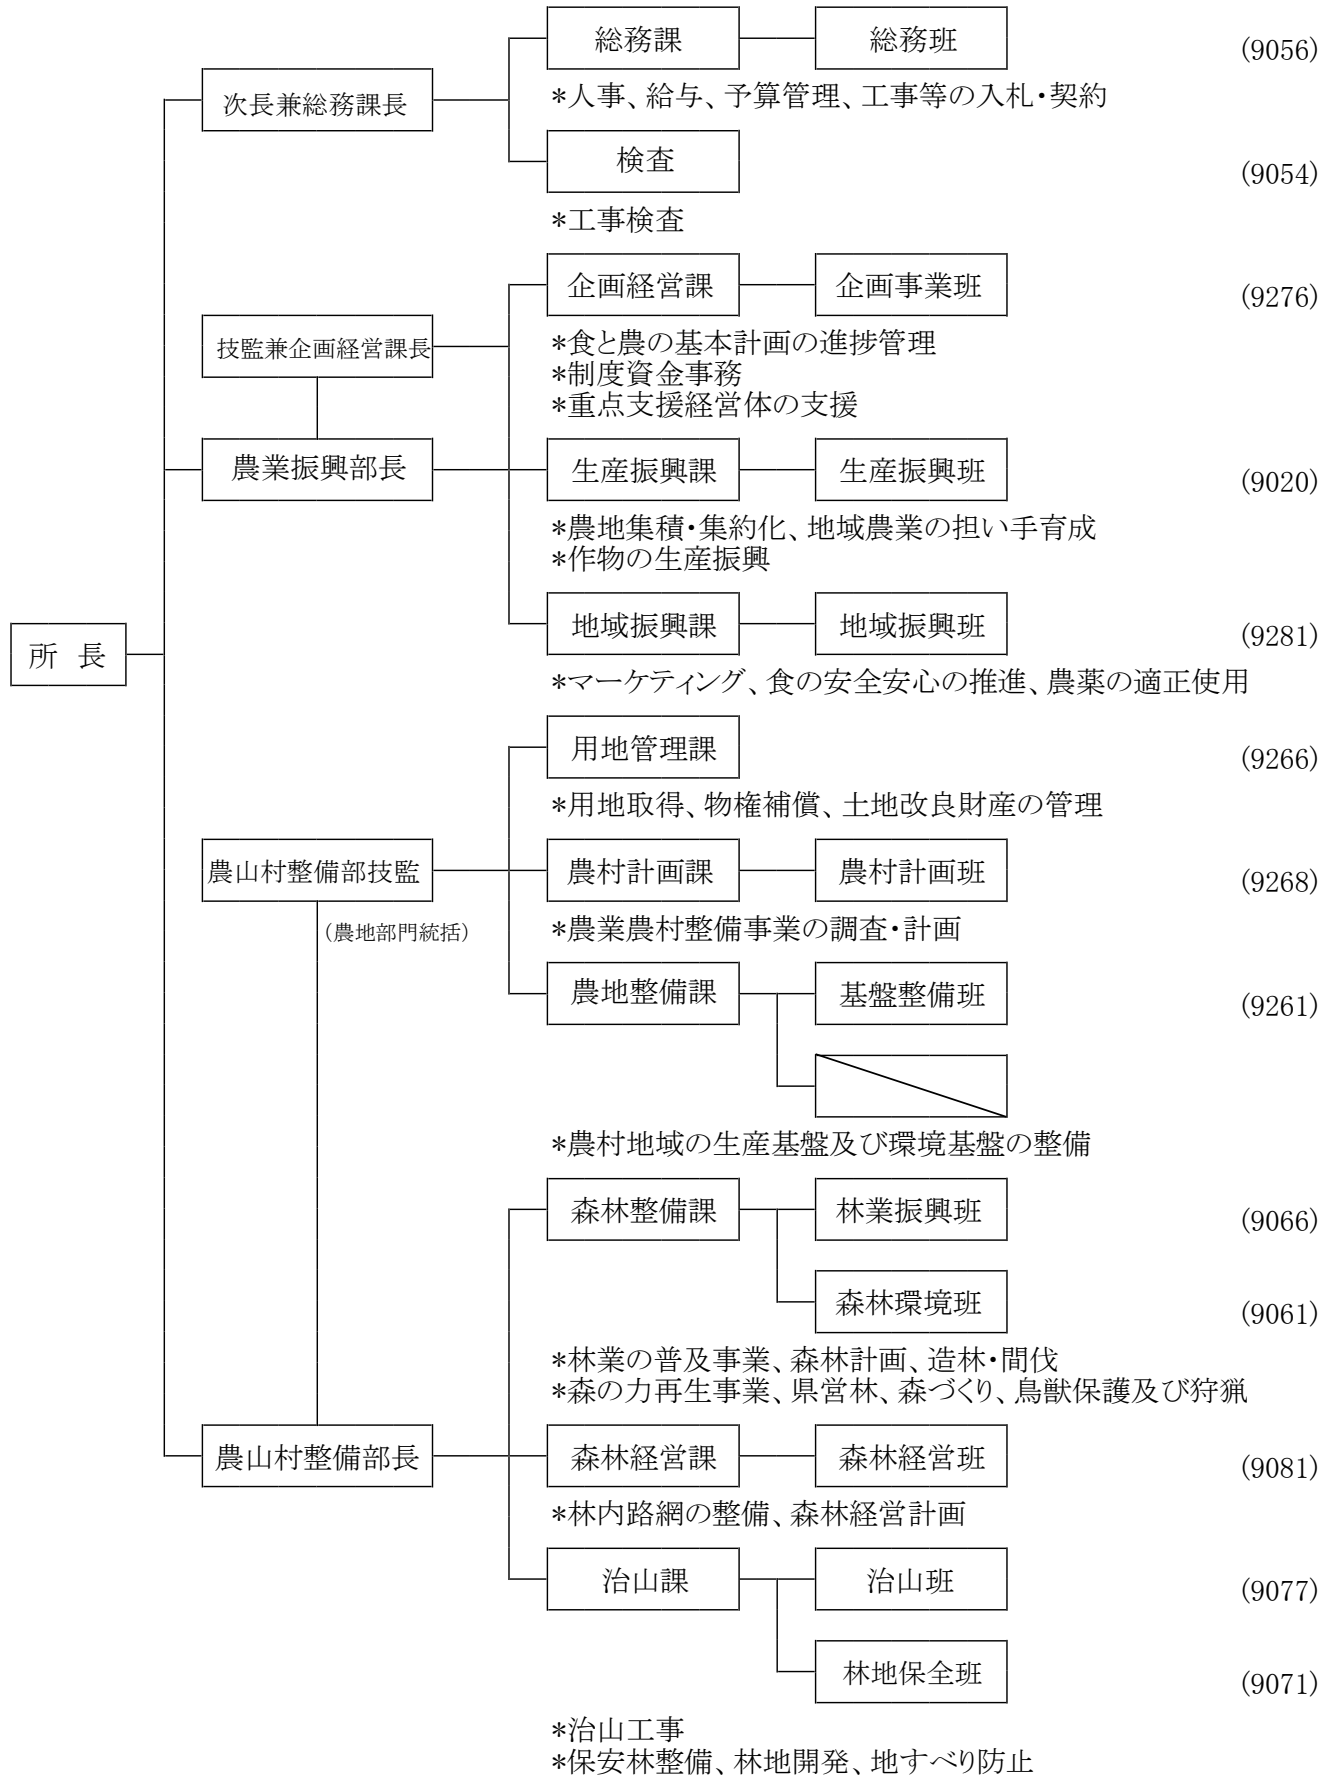 総務課 総務班 (9056)
次長兼総務課長
*人事、給与、予算管理、工事等の入札・契約
検査 (9054)
*工事検査
企画経営課 企画事業班 (9276)
技監兼企画経営課長
*食と農の基本計画の進捗管理
*制度資金事務
*重点支援経営体の支援
農業振興部長 生産振興課 生産振興班 (9020)
*農地集積・集約化、地域農業の担い手育成
*作物の生産振興
地域振興課 地域振興班 (9281)
所 長
*マーケティング、食の安全安心の推進、農薬の適正使用
用地管理課 (9266)
*用地取得、物権補償、土地改良財産の管理
農山村整備部技監 農村計画課 農村計画班 (9268)
(農地部門統括)
*農業農村整備事業の調査・計画
農地整備課 基盤整備班 (9261)
*農村地域の生産基盤及び環境基盤の整備
森林整備課 林業振興班 (9066)
森林環境班 (9061)
*林業の普及事業、森林計画、造林・間伐
*森の力再生事業、県営林、森づくり、鳥獣保護及び狩猟
農山村整備部長 森林経営課 森林経営班 (9081)
*林内路網の整備、森林経営計画
治山課 治山班 (9077)
林地保全班 (9071)
*治山工事
*保安林整備、林地開発、地すべり防止